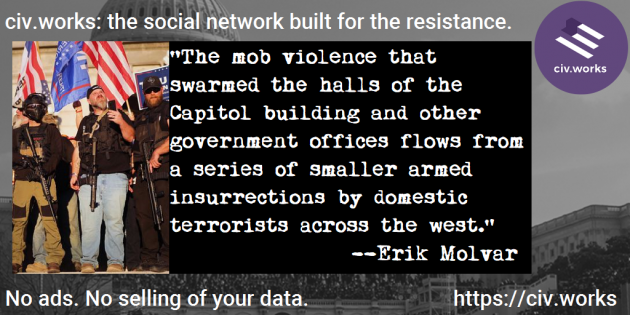 civ.works: the social network built for the resistance.
civ.works
"The mob violence that
swarmed the halls of the
Capitol building and other
government offices flows from
a series of smaller armed
insurrections by domestic
terrorists across the west."
--Erik Molvar
No ads. No selling of your data.
https://civ.works